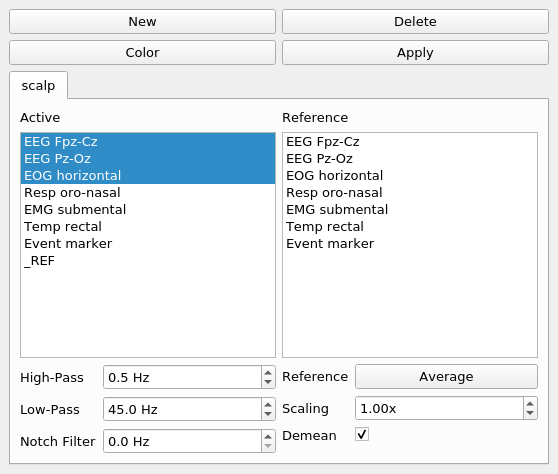 New Delete
Color Apply
scalp
Active Reference
EEG Fpz-Cz EEG Fpz-Cz
EEG Pz-Oz EEG Pz-Oz
EOG horizontal EOG horizontal
Resp oro-nasal Resp oro-nasal
EMG submental EMG submental
Temp rectal Temp rectal
Event marker Event marker
_REF
High-Pass 0.5 Hz Reference Average
Low-Pass 45.0 Hz Scaling 1.00x
Notch Filter 0.0 Hz Demean